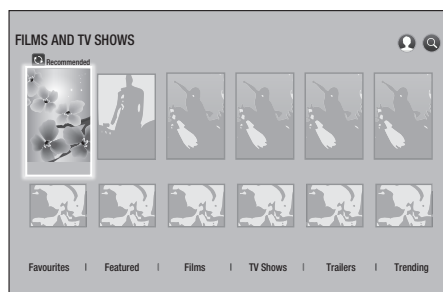 FILMS AND TV SHOWS
Recommended
Favourites | Featured | Films | TV Shows | Trailers | Trending